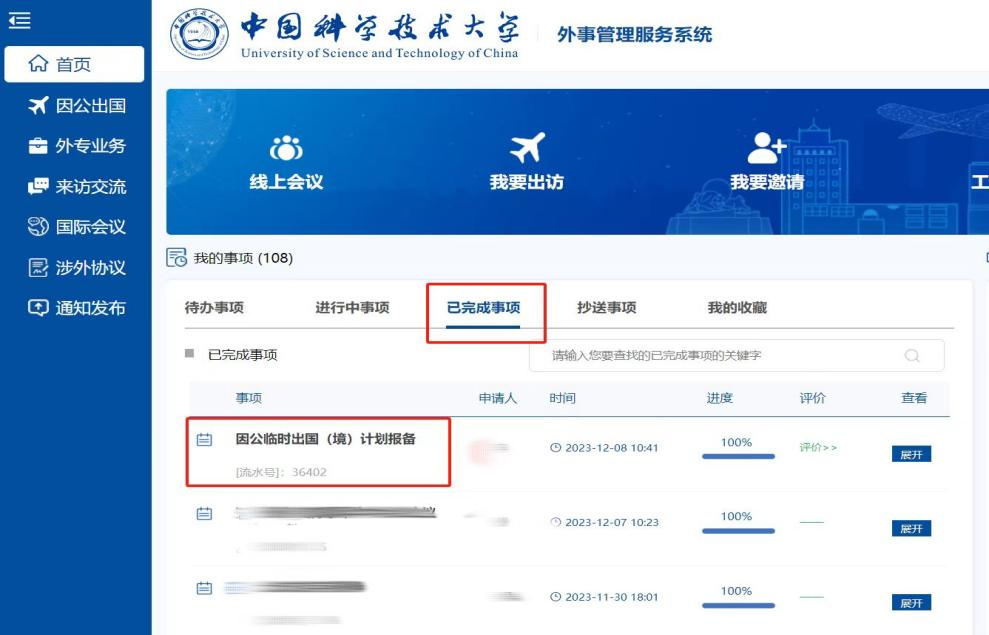 中国科学技术大学
University of Science and Technology of China
外事管理服务系统
首页
因公出国
外专业务
来访交流
国际会议
涉外协议
通知发布
线上会议
我要出访
我要邀请
工
我的事项 (108)
待办事项
进行中事项
已完成事项
抄送事项
我的收藏
已完成事项
请输入您要查找的已完成事项的关键字
事项
申请人
时间
进度
评价
查看
因公临时出国（境）计划报备
[流水号]：36402
2023-12-08 10:41
100%
评价>>
展开
2023-12-07 10:23
100%
展开
2023-11-30 18:01
100%
展开